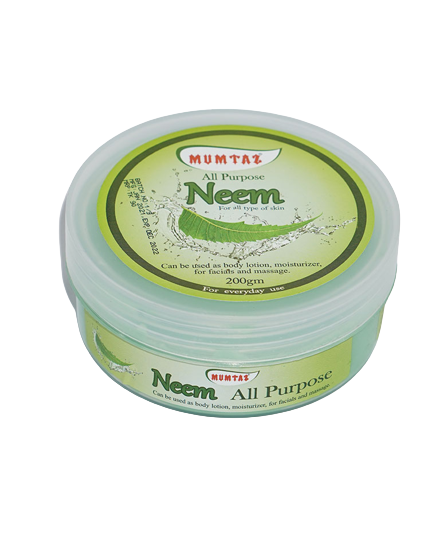 MUMTAZ
All Purpose
Neem
For all type of skin
Can be used as body lotion, moisturizer,
for facials and massage.
200gm
For everyday use
MUMTAZ
Neem All Purpose
Can be used as body lotion, moisturizer, for facials and massage